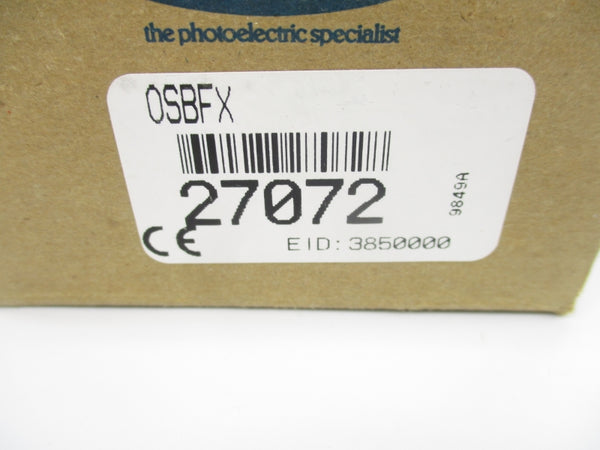 the photoelectric specialist
OSBFX
27072
9849A
CE
EID: 3850000